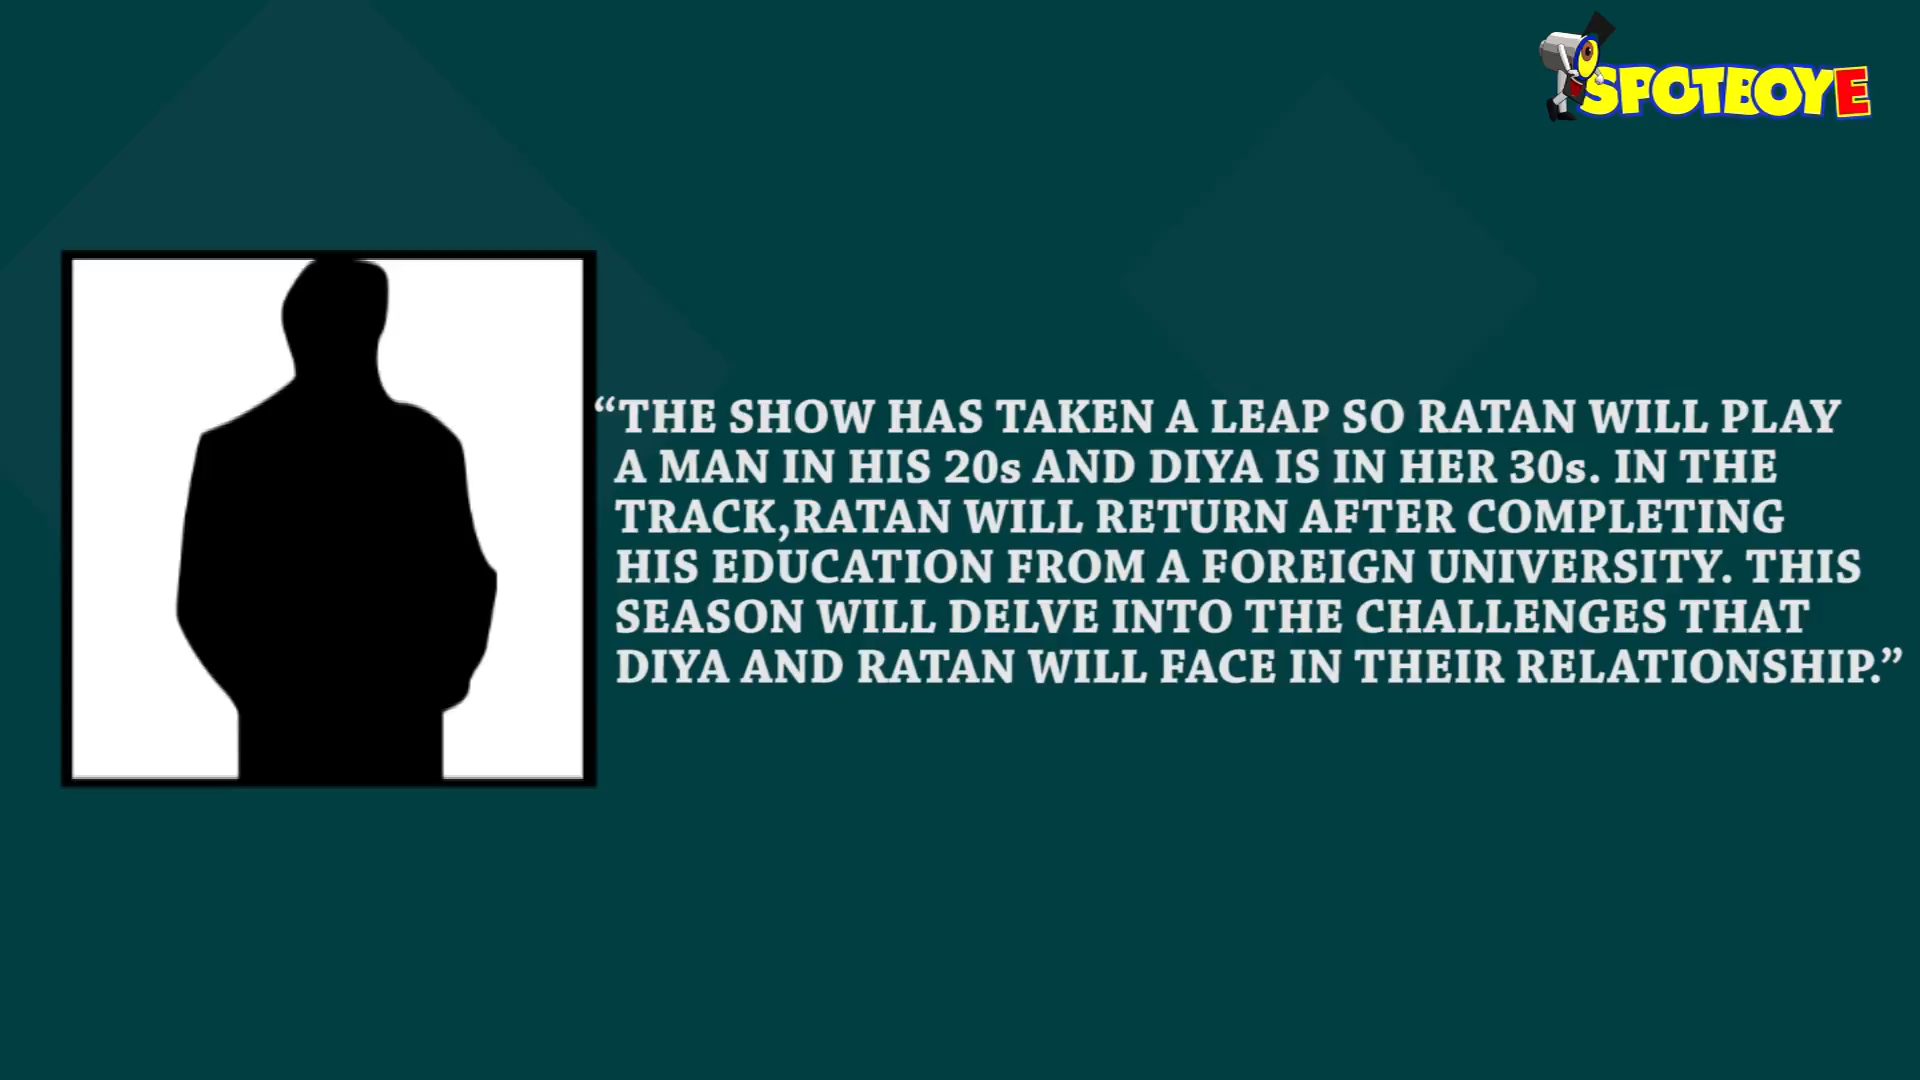 SPOTBOYE
“THE SHOW HAS TAKEN A LEAP SO RATAN WILL PLAY
A MAN IN HIS 20s AND DIYA IS IN HER 30s. IN THE
TRACK,RATAN WILL RETURN AFTER COMPLETING
HIS EDUCATION FROM A FOREIGN UNIVERSITY. THIS
SEASON WILL DELVE INTO THE CHALLENGES THAT
DIYA AND RATAN WILL FACE IN THEIR RELATIONSHIP.”